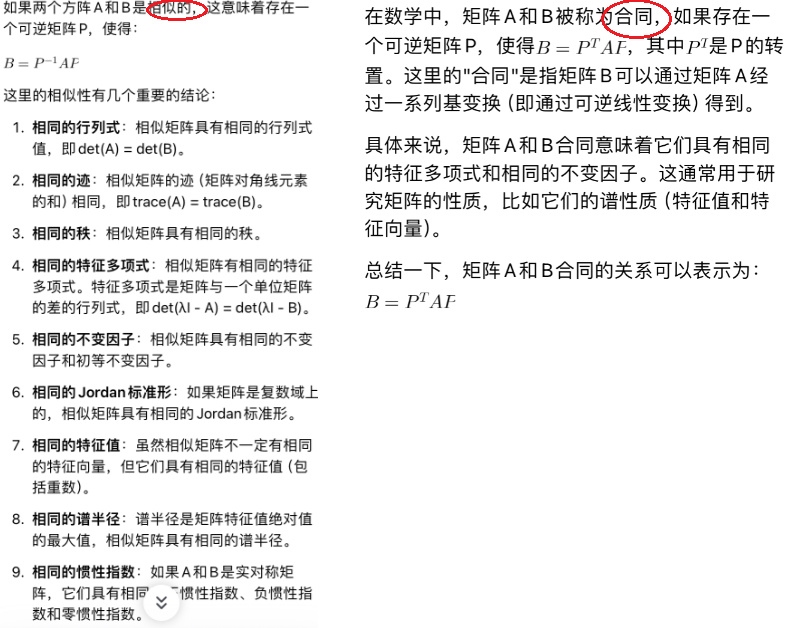 如果两个方阵A和B是相似的，这意味着存在一
个可逆矩阵P，使得：
B = P⁻¹AP
这里的相似性有几个重要的结论：
1. 相同的行列式：相似矩阵具有相同的行列式
值，即det(A) = det(B)。
2. 相同的迹：相似矩阵的迹（矩阵对角线元素
的和）相同，即trace(A) = trace(B)。
3. 相同的秩：相似矩阵具有相同的秩。
4. 相同的特征多项式：相似矩阵有相同的特征
多项式。特征多项式是矩阵与一个单位矩阵
的差的行列式，即det(λI - A) = det(λI - B)。
5. 相同的不变因子：相似矩阵具有相同的不变
因子和初等不变因子。
6. 相同的Jordan标准形：如果矩阵是复数域上
的，相似矩阵具有相同的Jordan标准形。
7. 相同的特征值：虽然相似矩阵不一定有相同
的特征向量，但它们具有相同的特征值（包
括重数）。
8. 相同的谱半径：谱半径是矩阵特征值绝对值
的最大值，相似矩阵具有相同的谱半径。
9. 相同的惯性指数：如果A和B是实对称矩
阵，它们具有相同 惯性指数、负惯性指
数和零惯性指数。
在数学中，矩阵A和B被称为合同，如果存在一
个可逆矩阵P，使得B = PᵀAP，其中Pᵀ是P的转
置。这里的"合同"是指矩阵B可以通过矩阵A经
过一系列基变换（即通过可逆线性变换）得到。
具体来说，矩阵A和B合同意味着它们具有相同
的特征多项式和相同的不变因子。这通常用于研
究矩阵的性质，比如它们的谱性质（特征值和特
征向量）。
总结一下，矩阵A和B合同的关系可以表示为：
B = PᵀAP